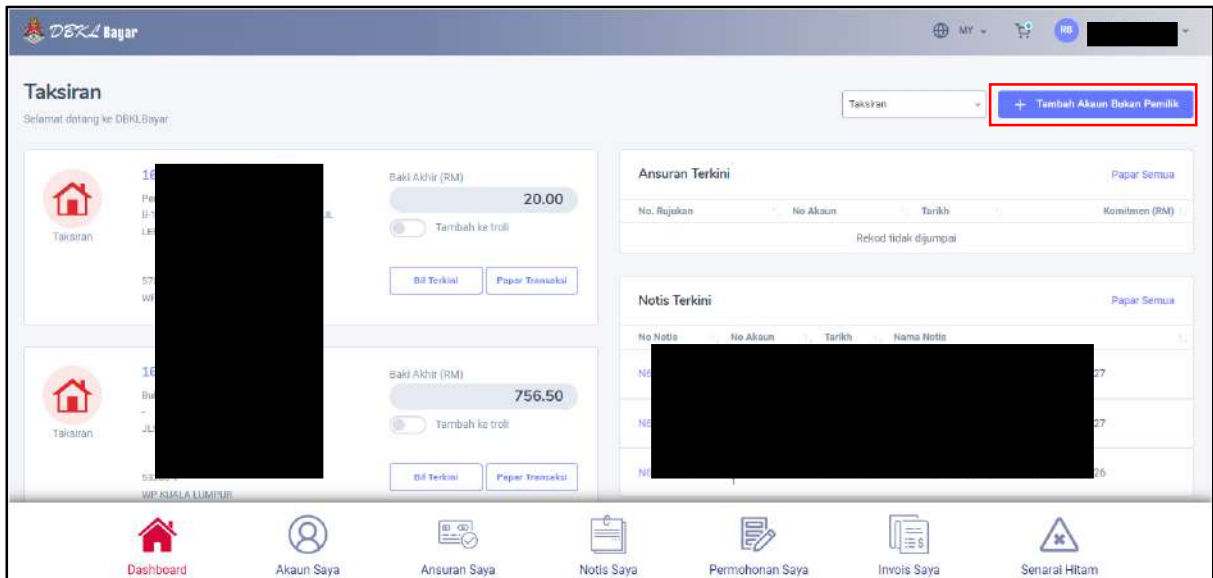 DBKL Bayar
MY
RB
Taksiran
Selamat datang ke DBKLBayar
Taksiran
+ Tambah Akaun Bukan Pemilik
Taksiran
16
Baki Akhir (RM)
20.00
Tambah ke troli
Bil Terkini
Papar Transaksi
Taksiran
16
JL
WP KUALA LUMPUR
Baki Akhir (RM)
756.50
Tambah ke troli
Bil Terkini
Papar Transaksi
Ansuran Terkini
Papar Semua
No. Rujukan No Akaun Tarikh Komitmen (RM)
Rekod tidak dijumpai
Notis Terkini
Papar Semua
No Notis No Akaun Tarikh Nama Notis
27
27
26
Dashboard
Akaun Saya
Ansuran Saya
Notis Saya
Permohonan Saya
Invois Saya
Senarai Hitam